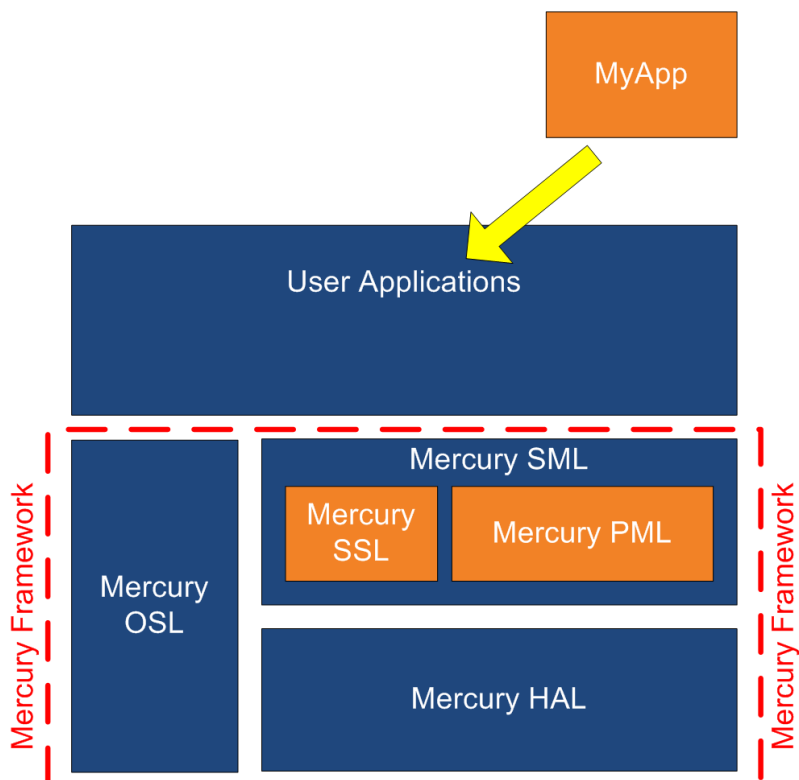 MyApp
User Applications
Mercury SML
Mercury
SSL
Mercury PML
Mercury
OSL
Mercury HAL
Mercury Framework
Mercury Framework